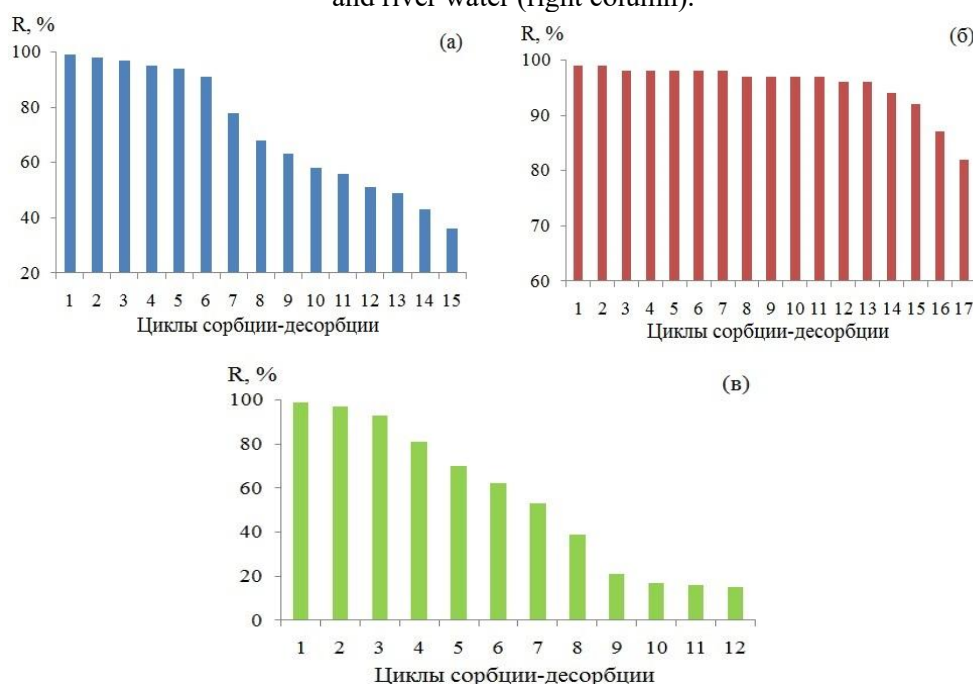 and river water (right column).
R, %
(а)
100
80
60
40
20
1 2 3 4 5 6 7 8 9 10 11 12 13 14 15
Циклы сорбции-десорбции
R, %
(б)
100
90
80
70
60
1 2 3 4 5 6 7 8 9 10 11 12 13 14 15 16 17
Циклы сорбции-десорбции
R, %
(в)
100
80
60
40
20
0
1 2 3 4 5 6 7 8 9 10 11 12
Циклы сорбции-десорбции